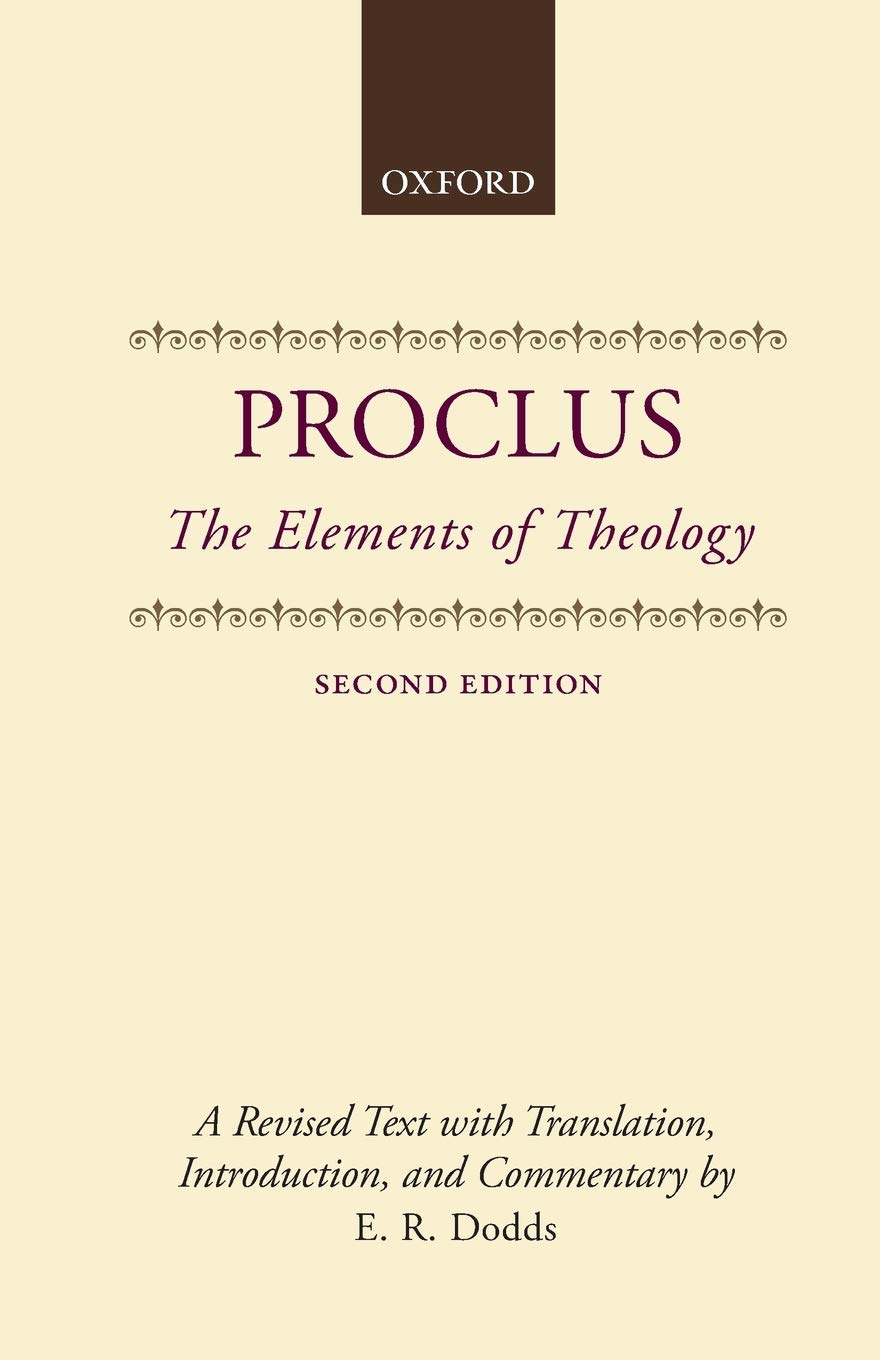 OXFORD
PROCLUS
The Elements of Theology
SECOND EDITION
A Revised Text with Translation,
Introduction, and Commentary by
E. R. Dodds